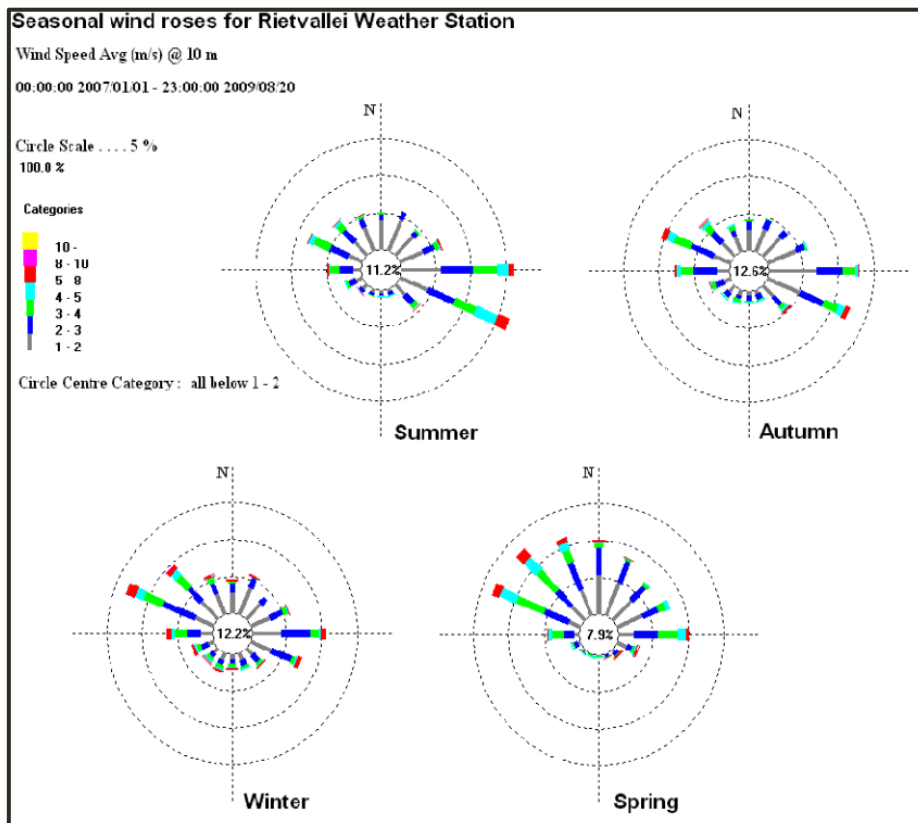 Seasonal wind roses for Rietvallei Weather Station
Wind Speed Avg (m/s) @ 10 m
00:00:00 2007/01/01 - 23:00:00 2009/08/20
Circle Scale . . . . 5 %
100.0 %
Categories
10 -
8 - 10
5 - 8
4 - 5
3 - 4
2 - 3
1 - 2
Circle Centre Category : all below 1 - 2
N
11.2%
Summer
N
12.6%
Autumn
N
12.2%
Winter
N
7.9%
Spring